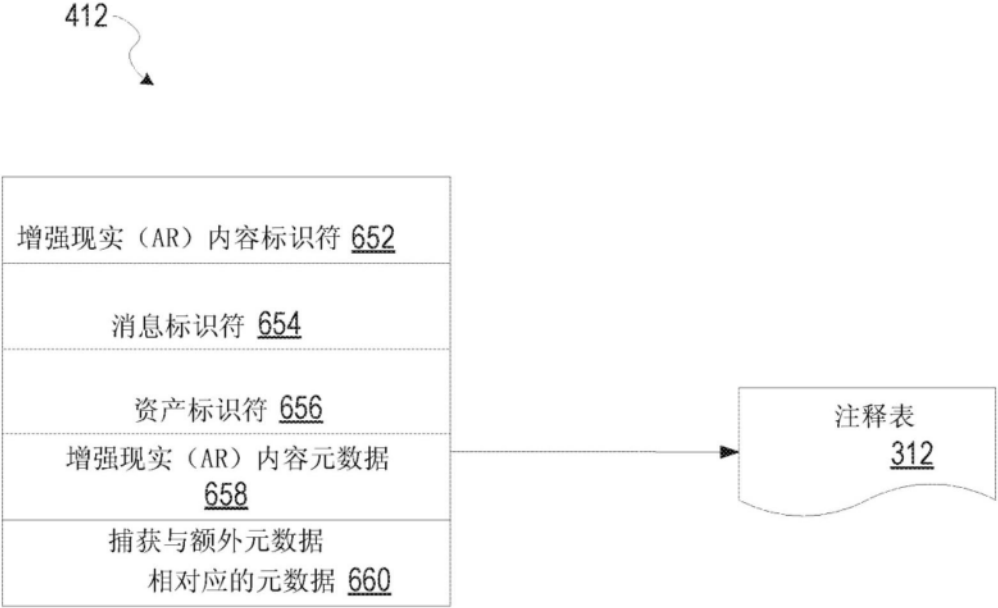 412
增强现实（AR）内容标识符 652
消息标识符 654
资产标识符 656
增强现实（AR）内容元数据
658
捕获与额外元数据
相对应的元数据 660
注释表
312